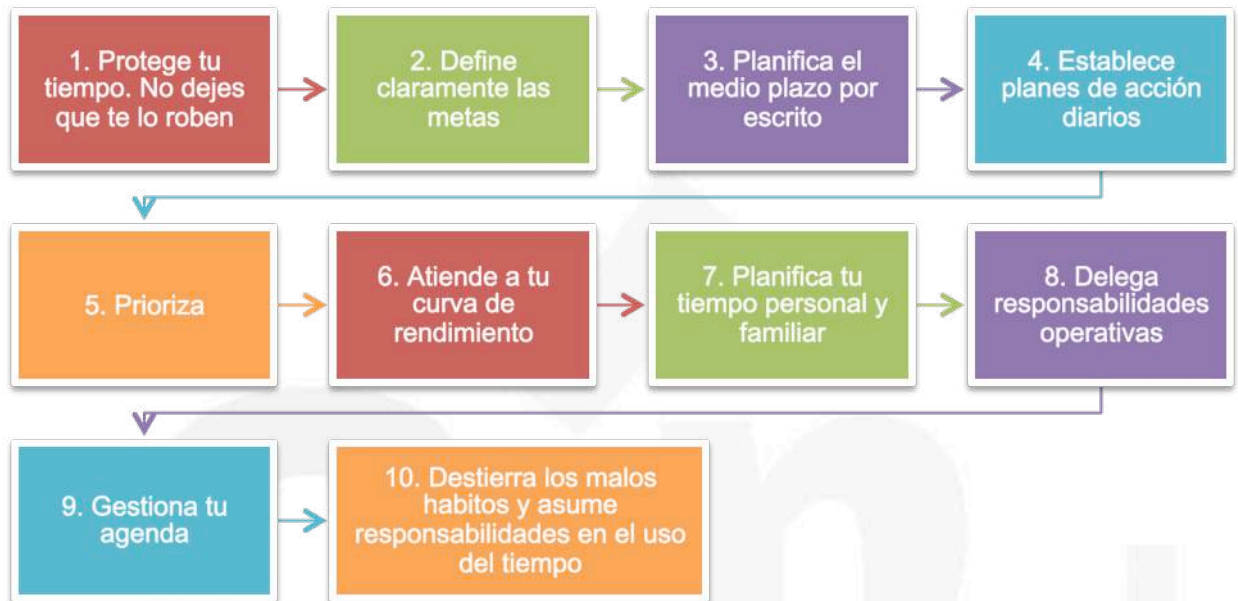 1. Protege tu
tiempo. No dejes
que te lo roben
2. Define
claramente las
metas
3. Planifica el
medio plazo por
escrito
4. Establece
planes de acción
diarios
5. Prioriza
6. Atiende a tu
curva de
rendimiento
7. Planifica tu
tiempo personal y
familiar
8. Delega
responsabilidades
operativas
9. Gestiona tu
agenda
10. Destierra los malos
habitos y asume
responsabilidades en el uso
del tiempo